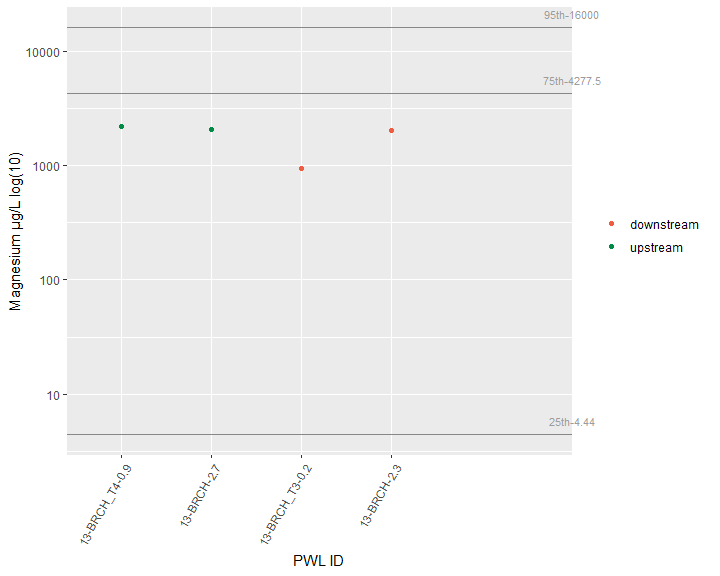 95th-16000
10000
75th-4277.5
1000
100
10
25th-4.44
Magnesium µg/L log(10)
downstream
upstream
13-BRCH_T4-0.9
13-BRCH-2.7
13-BRCH_T3-0.2
13-BRCH-2.3
PWL ID